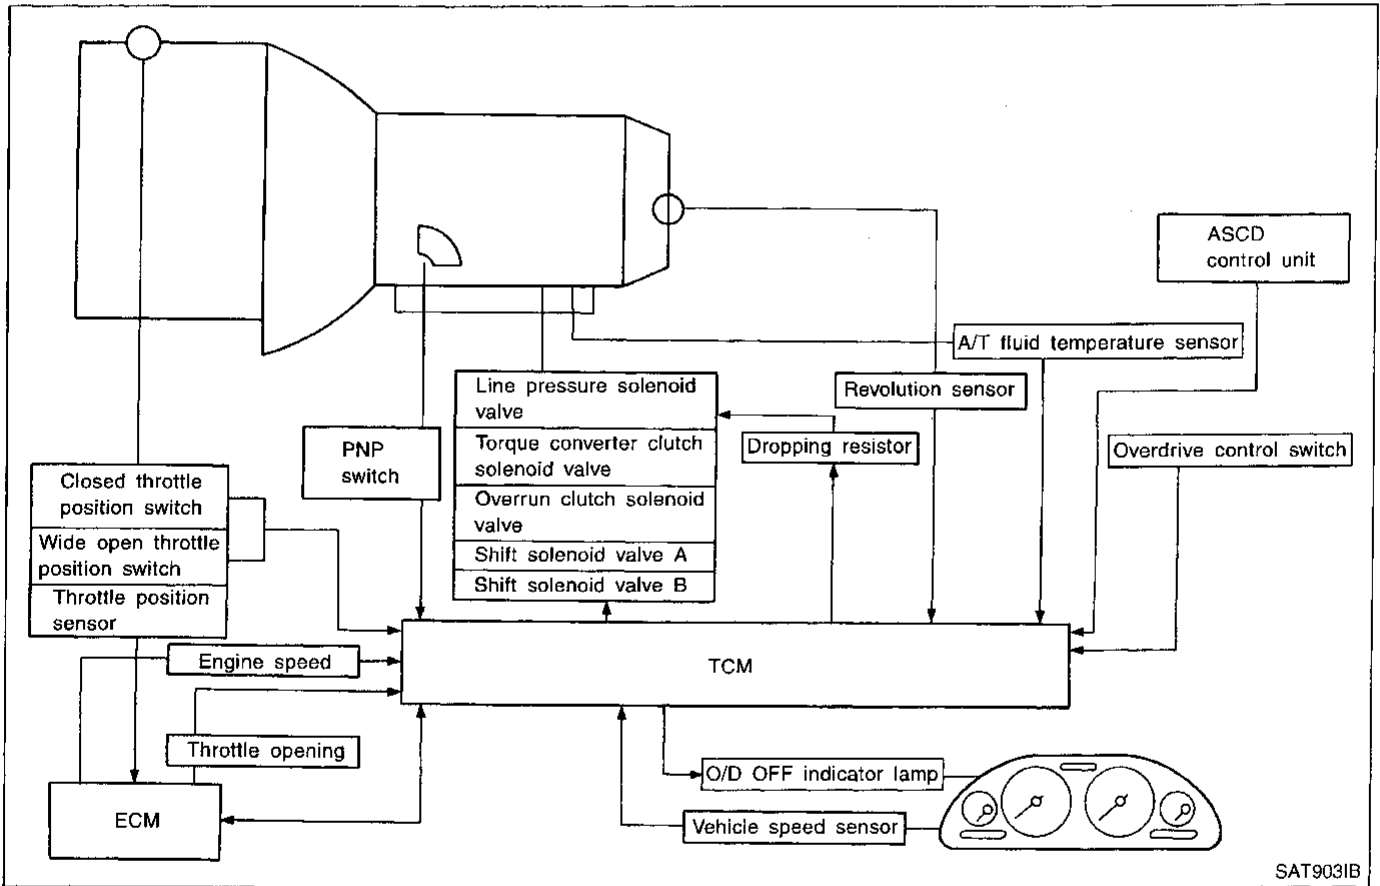 ASCD
control unit
A/T fluid temperature sensor
Line pressure solenoid
valve
Revolution sensor
PNP
switch
Torque converter clutch
solenoid valve
Dropping resistor
Overdrive control switch
Closed throttle
position switch
Overrun clutch solenoid
valve
Wide open throttle
position switch
Shift solenoid valve A
Shift solenoid valve B
Throttle position
sensor
Engine speed
TCM
Throttle opening
O/D OFF indicator lamp
ECM
Vehicle speed sensor
SAT903IB